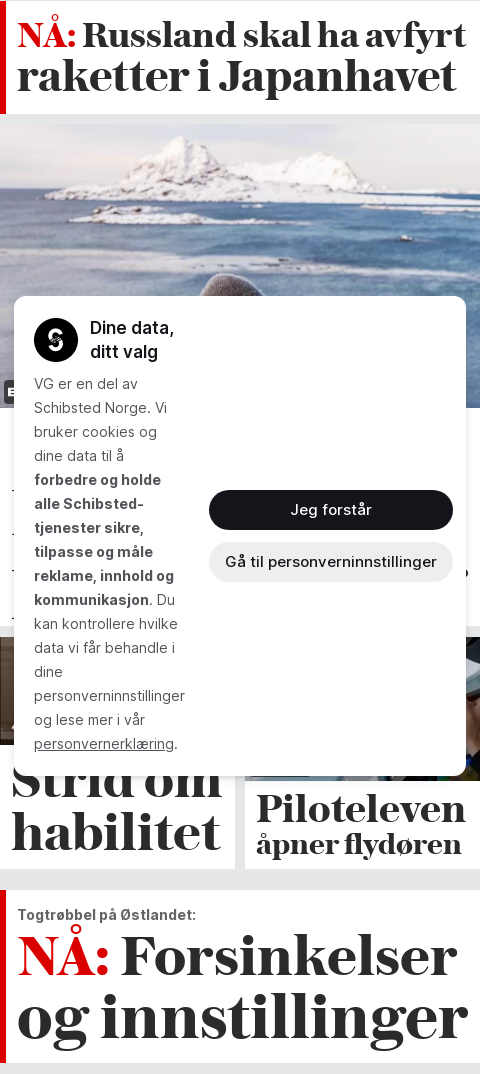 NÅ: Russland skal ha avfyrt
raketter i Japanhavet
Dine data,
ditt valg
VG er en del av
Schibsted Norge. Vi
bruker cookies og
dine data til å
forbedre og holde
alle Schibsted-
tjenester sikre,
tilpasse og måle
reklame, innhold og
kommunikasjon. Du
kan kontrollere hvilke
data vi får behandle i
dine
personverninnstillinger
og lese mer i vår
personvernerklæring.
Jeg forstår
Gå til personverninnstillinger
Strid om
habilitet
Piloteleven
åpner flydøren
Togtrøbbel på Østlandet:
NÅ: Forsinkelser
og innstillinger